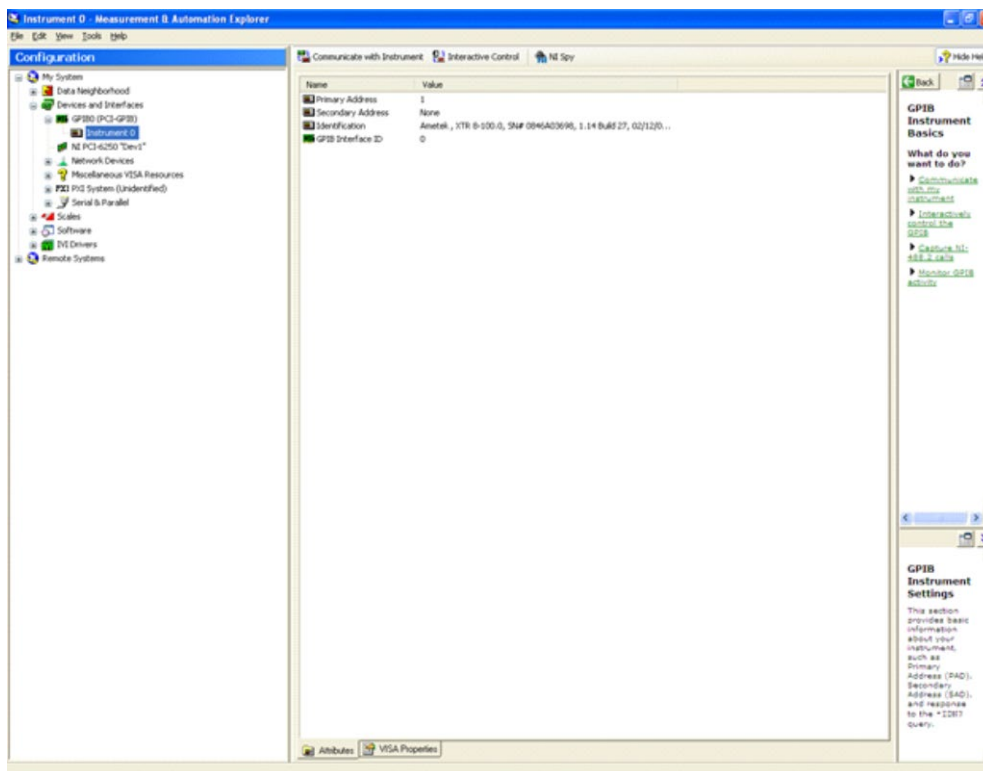 Instrument 0 - Measurement & Automation Explorer
File Edit View Tools Help
Configuration
My System
Data Neighborhood
Devices and Interfaces
GPIB0 (PCI-GPIB)
Instrument 0
NI PCI-6250 "Dev1"
Network Devices
Miscellaneous VISA Resources
PXI PXI System (Unidentified)
Serial & Parallel
Scales
Software
IVI Drivers
Remote Systems
Communicate with Instrument Interactive Control NI Spy
Hide Hel
Name Value
Primary Address 1
Secondary Address None
Identification Ametek , XTR 8-100.0, SN# 0846A03698, 1.14 Build 27, 02/12/0...
GPIB Interface ID 0
Attributes VISA Properties
Back
GPIB
Instrument
Basics
What do you
want to do?
Communicate
with my
instrument
Interactively
control the
GPIB
Capture NI-
488.2 calls
Monitor GPIB
activity
GPIB
Instrument
Settings
This section
provides basic
information
about your
instrument,
such as
Primary
Address (PAD),
Secondary
Address (SAD),
and response
to the *IDN?
query.